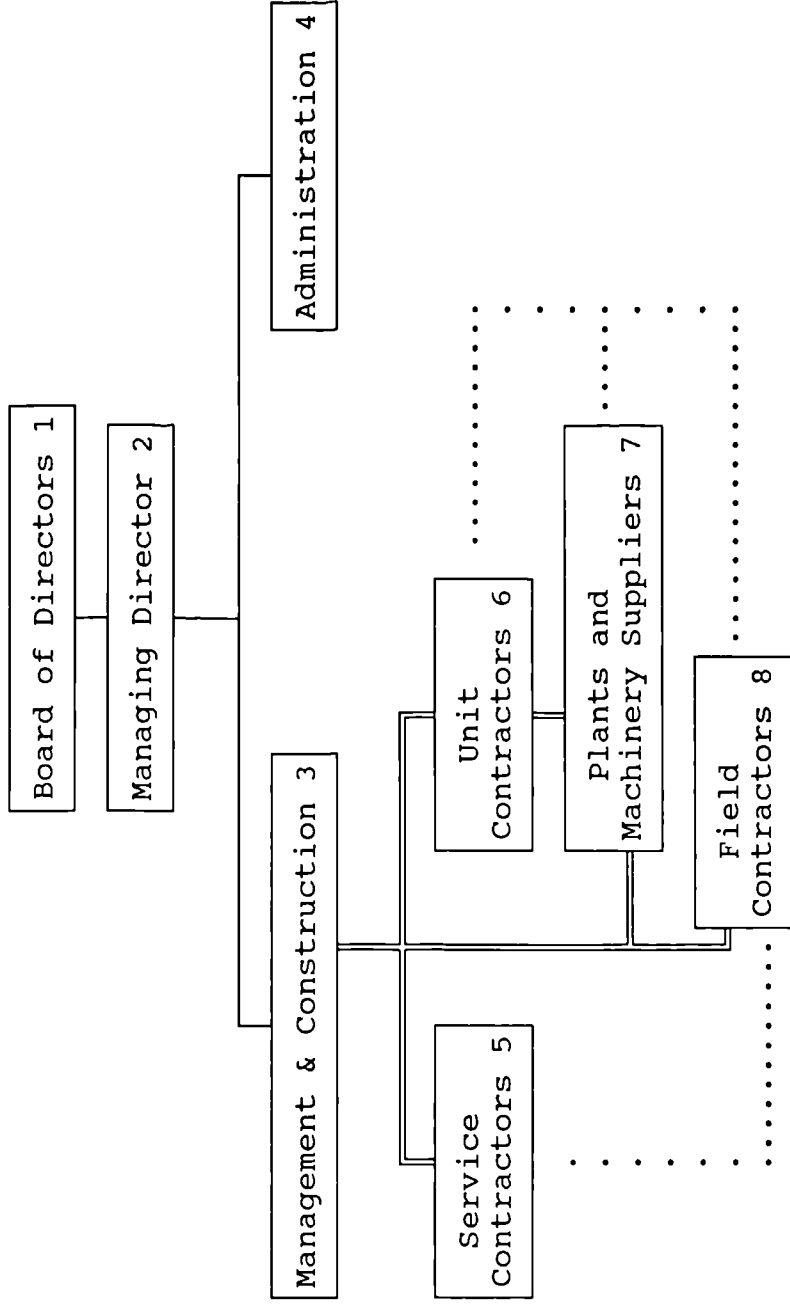 Board of Directors 1
Managing Director 2
Management & Construction 3
Administration 4
Service
Contractors 5
Unit
Contractors 6
Plants and
Machinery Suppliers 7
Field
Contractors 8